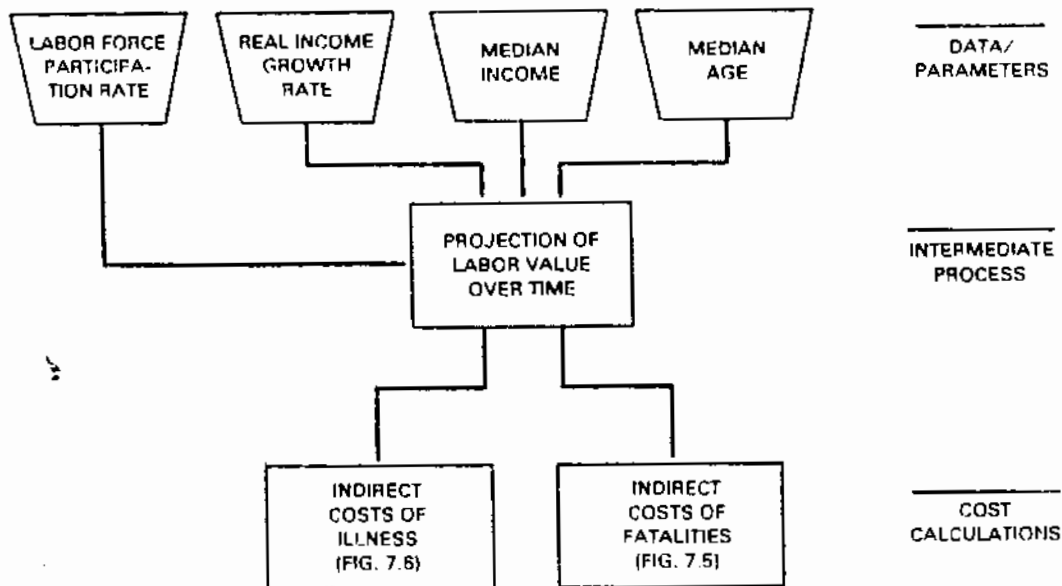 LABOR FORCE
PARTICIPA-
TION RATE
REAL INCOME
GROWTH
RATE
MEDIAN
INCOME
MEDIAN
AGE
DATA/
PARAMETERS
PROJECTION OF
LABOR VALUE
OVER TIME
INTERMEDIATE
PROCESS
INDIRECT
COSTS OF
ILLNESS
(FIG. 7.6)
INDIRECT
COSTS OF
FATALITIES
(FIG. 7.5)
COST
CALCULATIONS